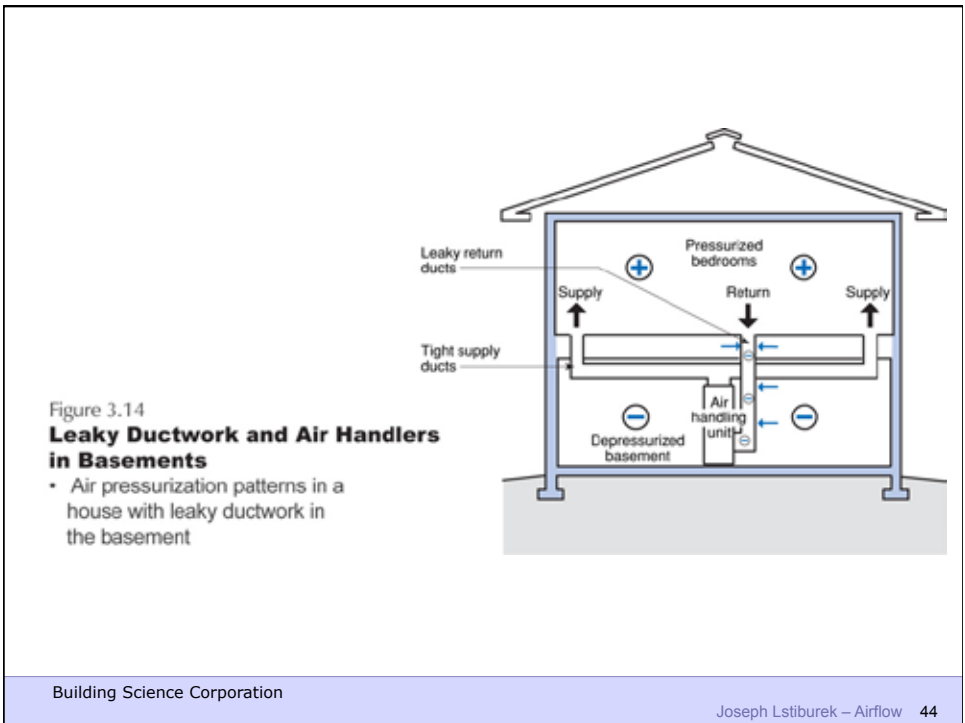 Leaky return
ducts
Pressurized
bedrooms
+
+
Supply
Return
Supply
Tight supply
ducts
−
−
Air
handling
unit
−
−
−
Depressurized
basement
Figure 3.14
Leaky Ductwork and Air Handlers
in Basements
• Air pressurization patterns in a
house with leaky ductwork in
the basement
Building Science Corporation
Joseph Lstiburek – Airflow 44